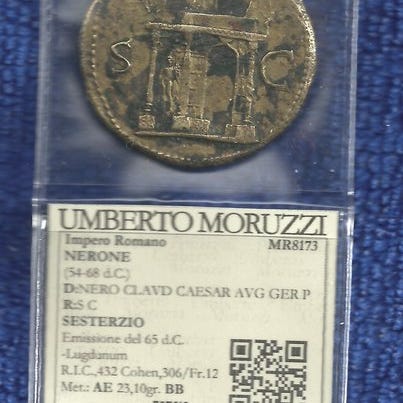 S C
UMBERTO MORUZZI
Impero Romano MR8173
NERONE
(54-68 d.C.)
D:NERO CLAVD CAESAR AVG GER P
R:S C
SESTERZIO
Emissione del 65 d.C.
-Lugdunum
R.I.C.,432 Cohen,306/Fr.12
Met.: AE 23,10gr. BB